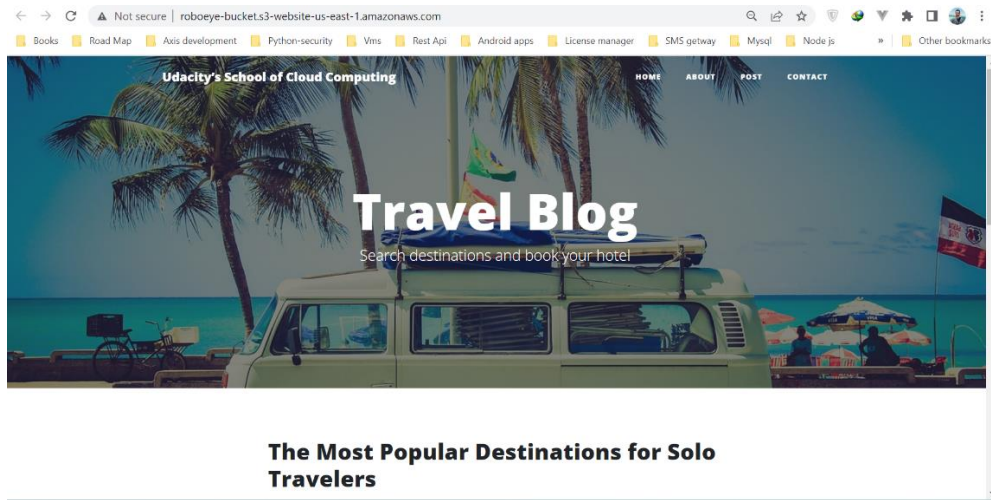 Not secure | roboeye-bucket.s3-website-us-east-1.amazonaws.com
Books Road Map Axis development Python-security Vms Rest Api Android apps License manager SMS getway Mysql Node js » Other bookmarks
Udacity's School of Cloud Computing HOME ABOUT POST CONTACT
Travel Blog
Search destinations and book your hotel
The Most Popular Destinations for Solo
Travelers